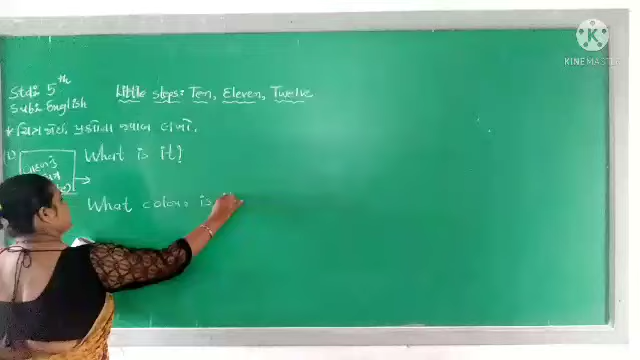 Std: 5th
Sub: English
Little steps: Ten, Eleven, Twelve
* ચિત્ર જોઈ, પ્રશ્નોના જવાબ લખો.
1) What is it
What colour is
KINEMASTER